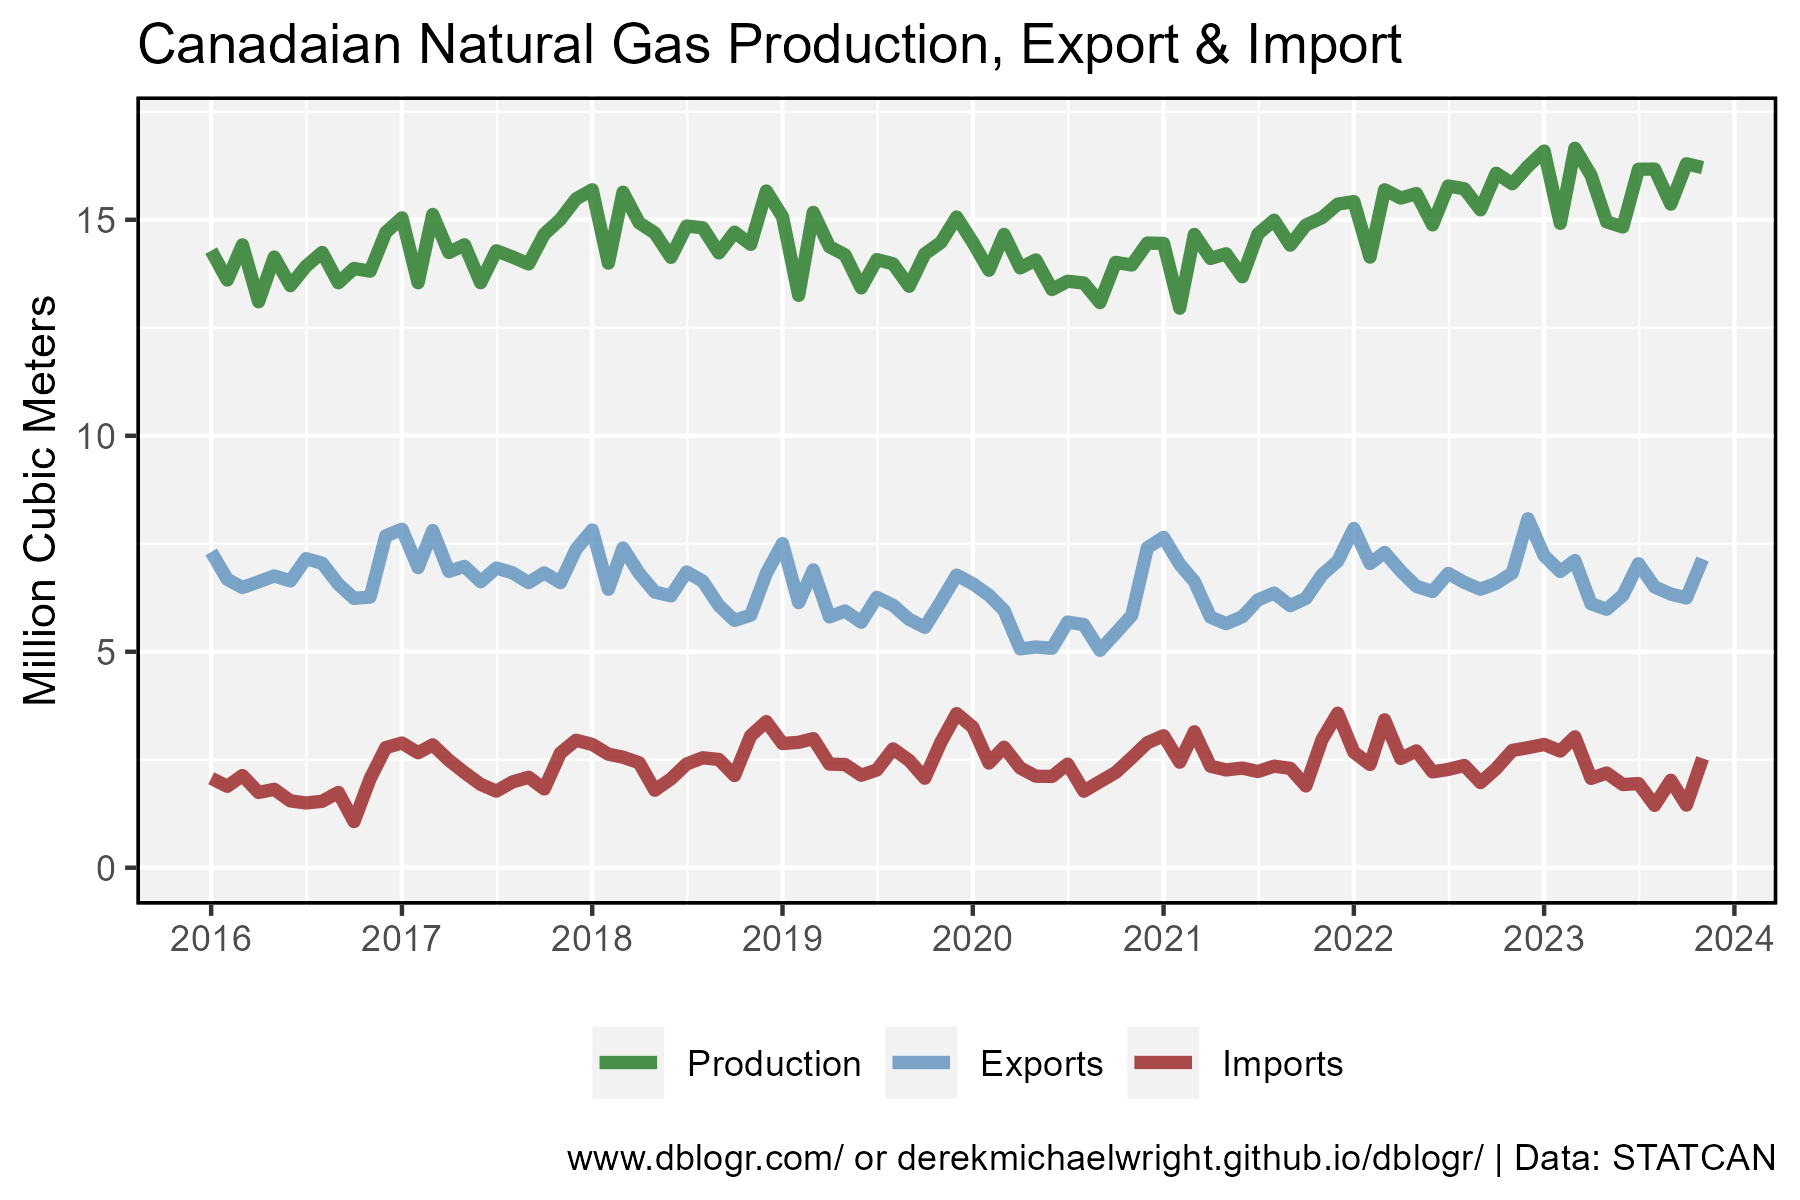 Canadaian Natural Gas Production, Export & Import
Million Cubic Meters
15
10
5
0
2016 2017 2018 2019 2020 2021 2022 2023 2024
Production Exports Imports
www.dblogr.com/ or derekmichaelwright.github.io/dblogr/ | Data: STATCAN